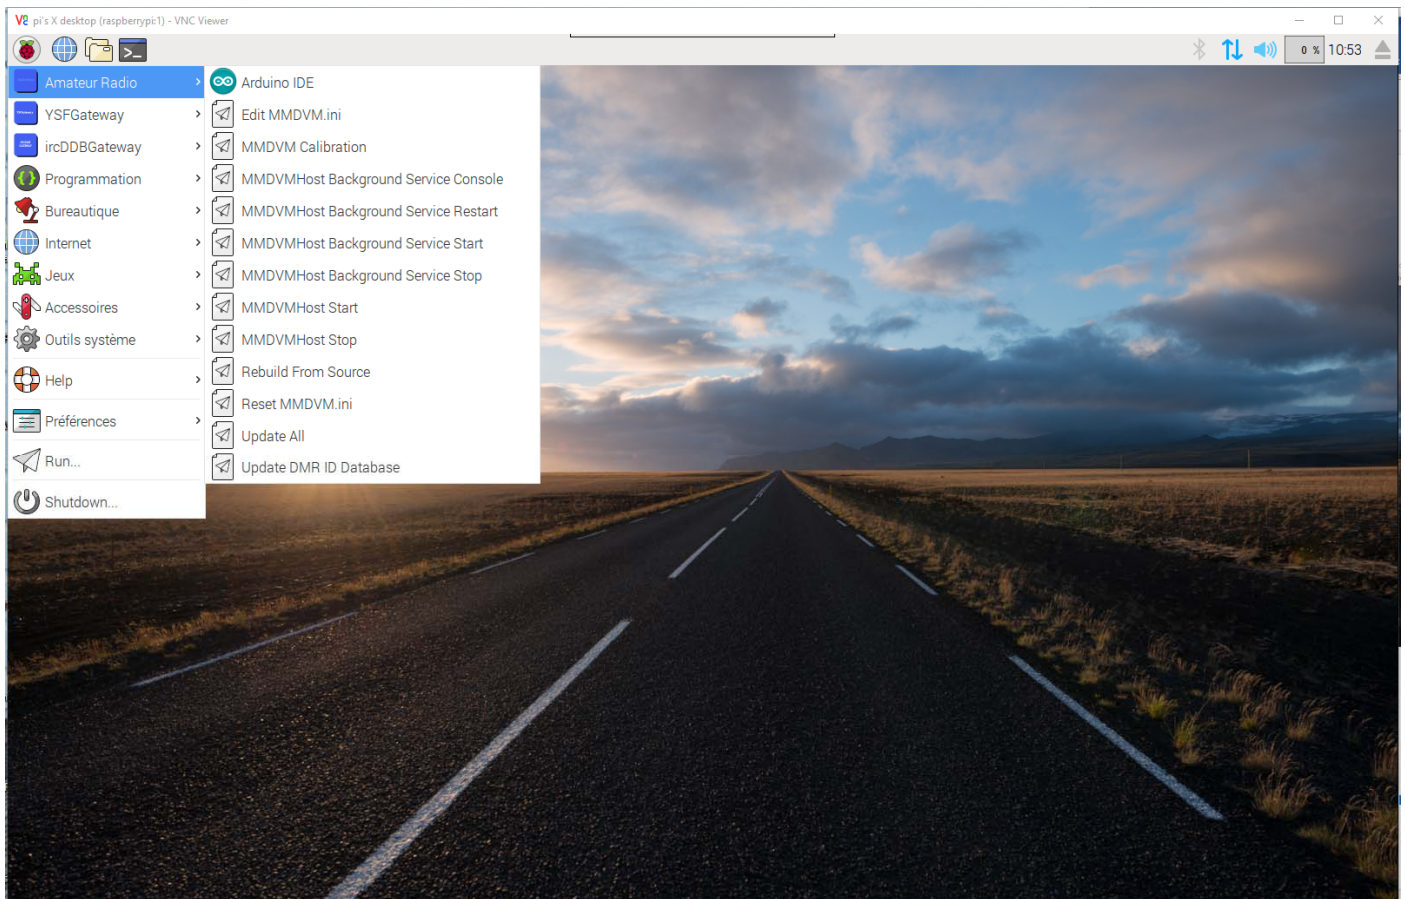 pi's X desktop (raspberrypi:1) - VNC Viewer
0 % 10:53
Amateur Radio
YSFGateway
ircDDBGateway
Programmation
Bureautique
Internet
Jeux
Accessoires
Outils système
Help
Préférences
Run...
Shutdown...
Arduino IDE
Edit MMDVM.ini
MMDVM Calibration
MMDVMHost Background Service Console
MMDVMHost Background Service Restart
MMDVMHost Background Service Start
MMDVMHost Background Service Stop
MMDVMHost Start
MMDVMHost Stop
Rebuild From Source
Reset MMDVM.ini
Update All
Update DMR ID Database